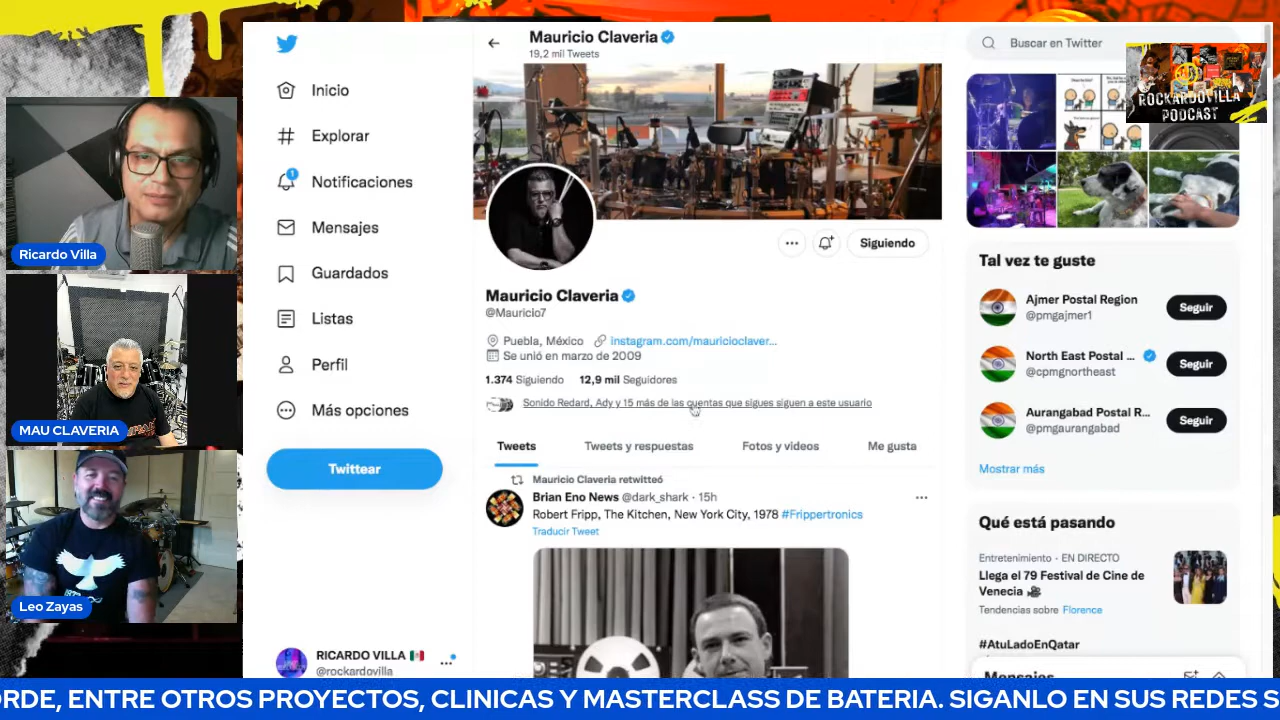 Ricardo Villa
MAU CLAVERIA
Leo Zayas
Inicio
Explorar
Notificaciones
1
Mensajes
Guardados
Listas
Perfil
Más opciones
Twittear
RICARDO VILLA
@rockardovilla
Mauricio Claveria
19,2 mil Tweets
Siguiendo
Mauricio Claveria
@Mauricio7
Puebla, México instagram.com/mauricioclaver...
Se unió en marzo de 2009
1.374 Siguiendo 12,9 mil Seguidores
Sonido Redard, Ady y 15 más de las cuentas que sigues siguen a este usuario
Tweets Tweets y respuestas Fotos y videos Me gusta
Mauricio Claveria retwitteó
Brian Eno News @dark_shark · 15h
Robert Fripp, The Kitchen, New York City, 1978 #Frippertronics
Traducir Tweet
Buscar en Twitter
ROCKARDOVILLA
PODCAST
Tal vez te guste
Ajmer Postal Region
@pmgajmer1
Seguir
North East Postal ...
@cpmgnortheast
Seguir
Aurangabad Postal R...
@pmgaurangabad
Seguir
Mostrar más
Qué está pasando
Entretenimiento · EN DIRECTO
Llega el 79 Festival de Cine de
Venecia
Tendencias sobre Florence
#AtuLadoEnQatar
Mensajes
ORDE, ENTRE OTROS PROYECTOS, CLINICAS Y MASTERCLASS DE BATERIA. SIGANLO EN SUS REDES S